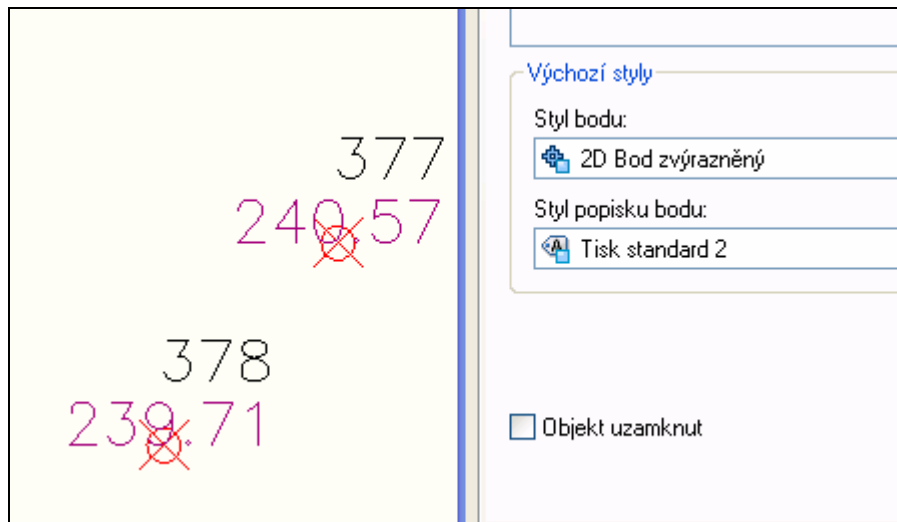 377
240.57
378
239.71
Výchozí styly
Styl bodu:
2D Bod zvýrazněný
Styl popisku bodu:
Tisk standard 2
Objekt uzamknut